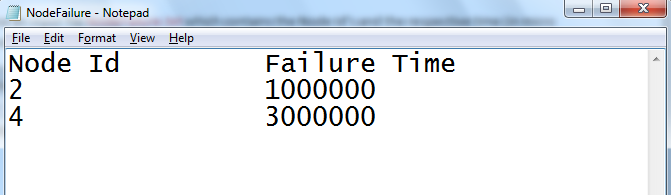 NodeFailure - Notepad
File Edit Format View Help
Node Id Failure Time
2 1000000
4 3000000